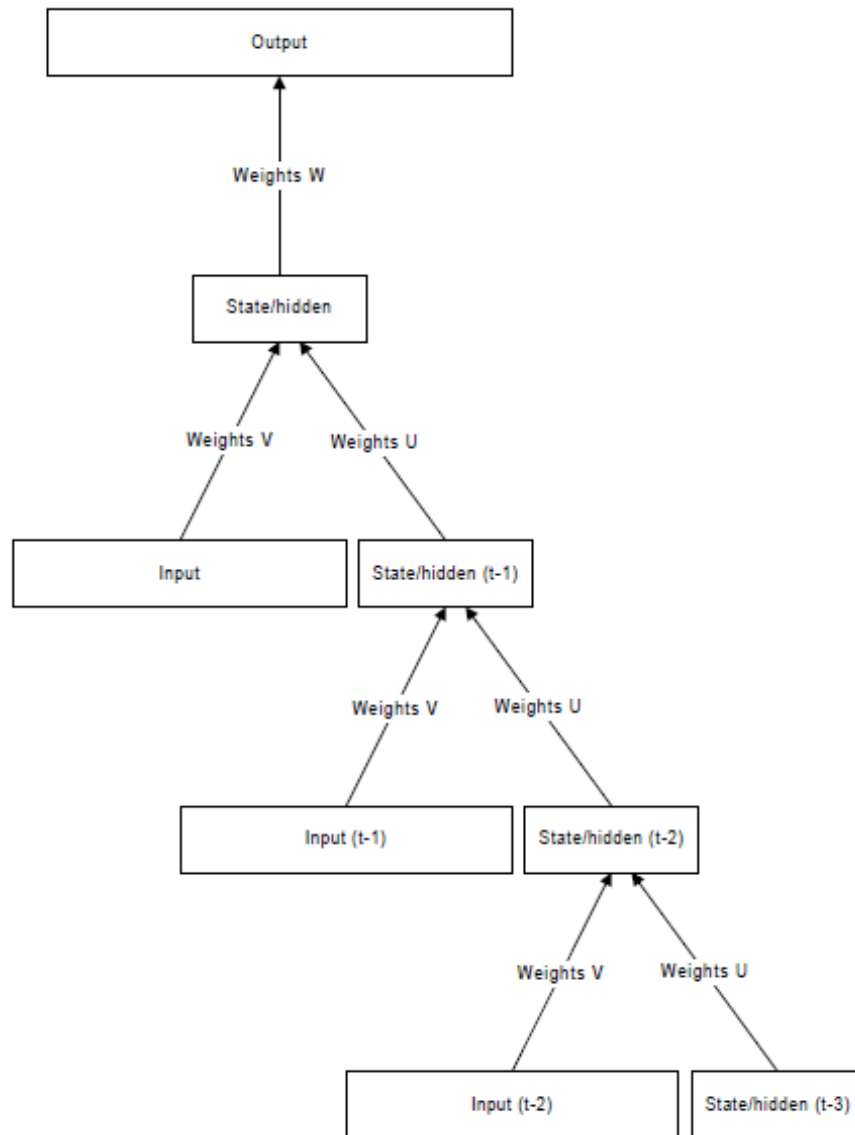 Output
Weights W
State/hidden
Weights V
Weights U
Input
State/hidden (t-1)
Weights V
Weights U
Input (t-1)
State/hidden (t-2)
Weights V
Weights U
Input (t-2)
State/hidden (t-3)